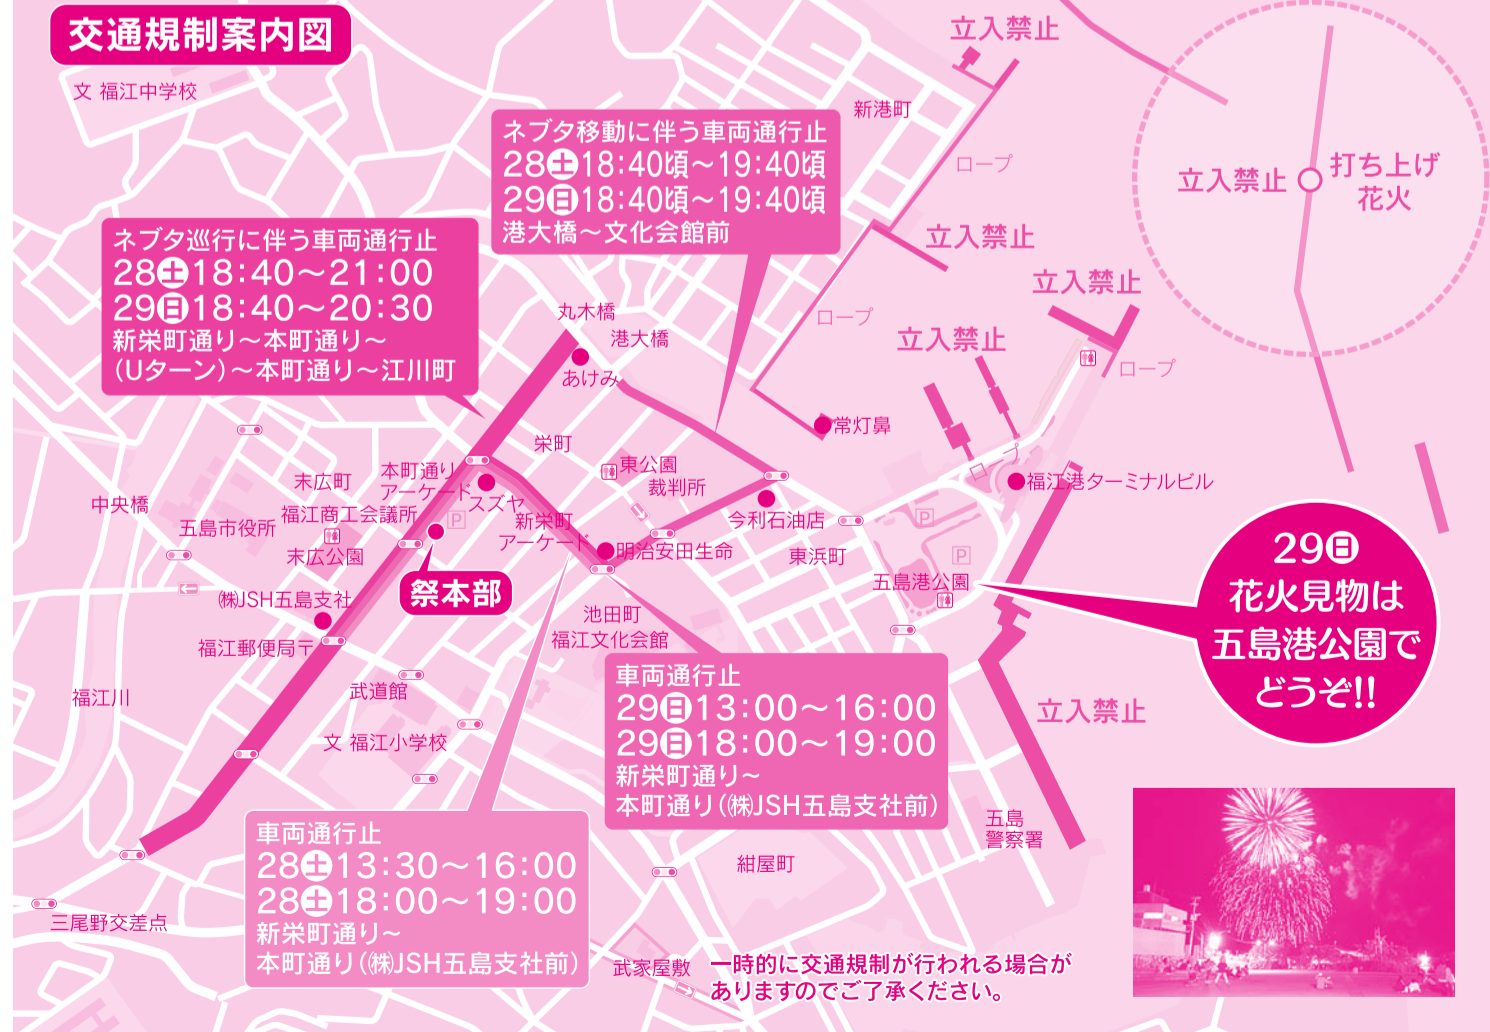 交通規制案内図
文 福江中学校
立入禁止
新港町
ロープ
立入禁止
打ち上げ
花火
ネブタ移動に伴う車両通行止
28土18:40頃～19:40頃
29日18:40頃～19:40頃
港大橋～文化会館前
ネブタ巡行に伴う車両通行止
28土18:40～21:00
29日18:40～20:30
新栄町通り～本町通り～
(Uターン)～本町通り～江川町
立入禁止
立入禁止
ロープ
立入禁止
ロープ
丸木橋
港大橋
あけみ
常灯鼻
栄町
東公園
裁判所
本町通り
アーケード
スズヤ
末広町
ロープ
福江港ターミナルビル
中央橋
五島市役所
福江商工会議所
P
新栄町
アーケード
今利石油店
P
末広公園
明治安田生命
東浜町
P
五島港公園
祭本部
㈱JSH五島支社
福江郵便局〒
池田町
福江文化会館
29日
花火見物は
五島港公園で
どうぞ!!
福江川
武道館
文 福江小学校
車両通行止
29日13:00～16:00
29日18:00～19:00
新栄町通り～
本町通り(㈱JSH五島支社前)
立入禁止
車両通行止
28土13:30～16:00
28土18:00～19:00
新栄町通り～
本町通り(㈱JSH五島支社前)
五島
警察署
紺屋町
三尾野交差点
武家屋敷
一時的に交通規制が行われる場合が
ありますのでご了承ください。